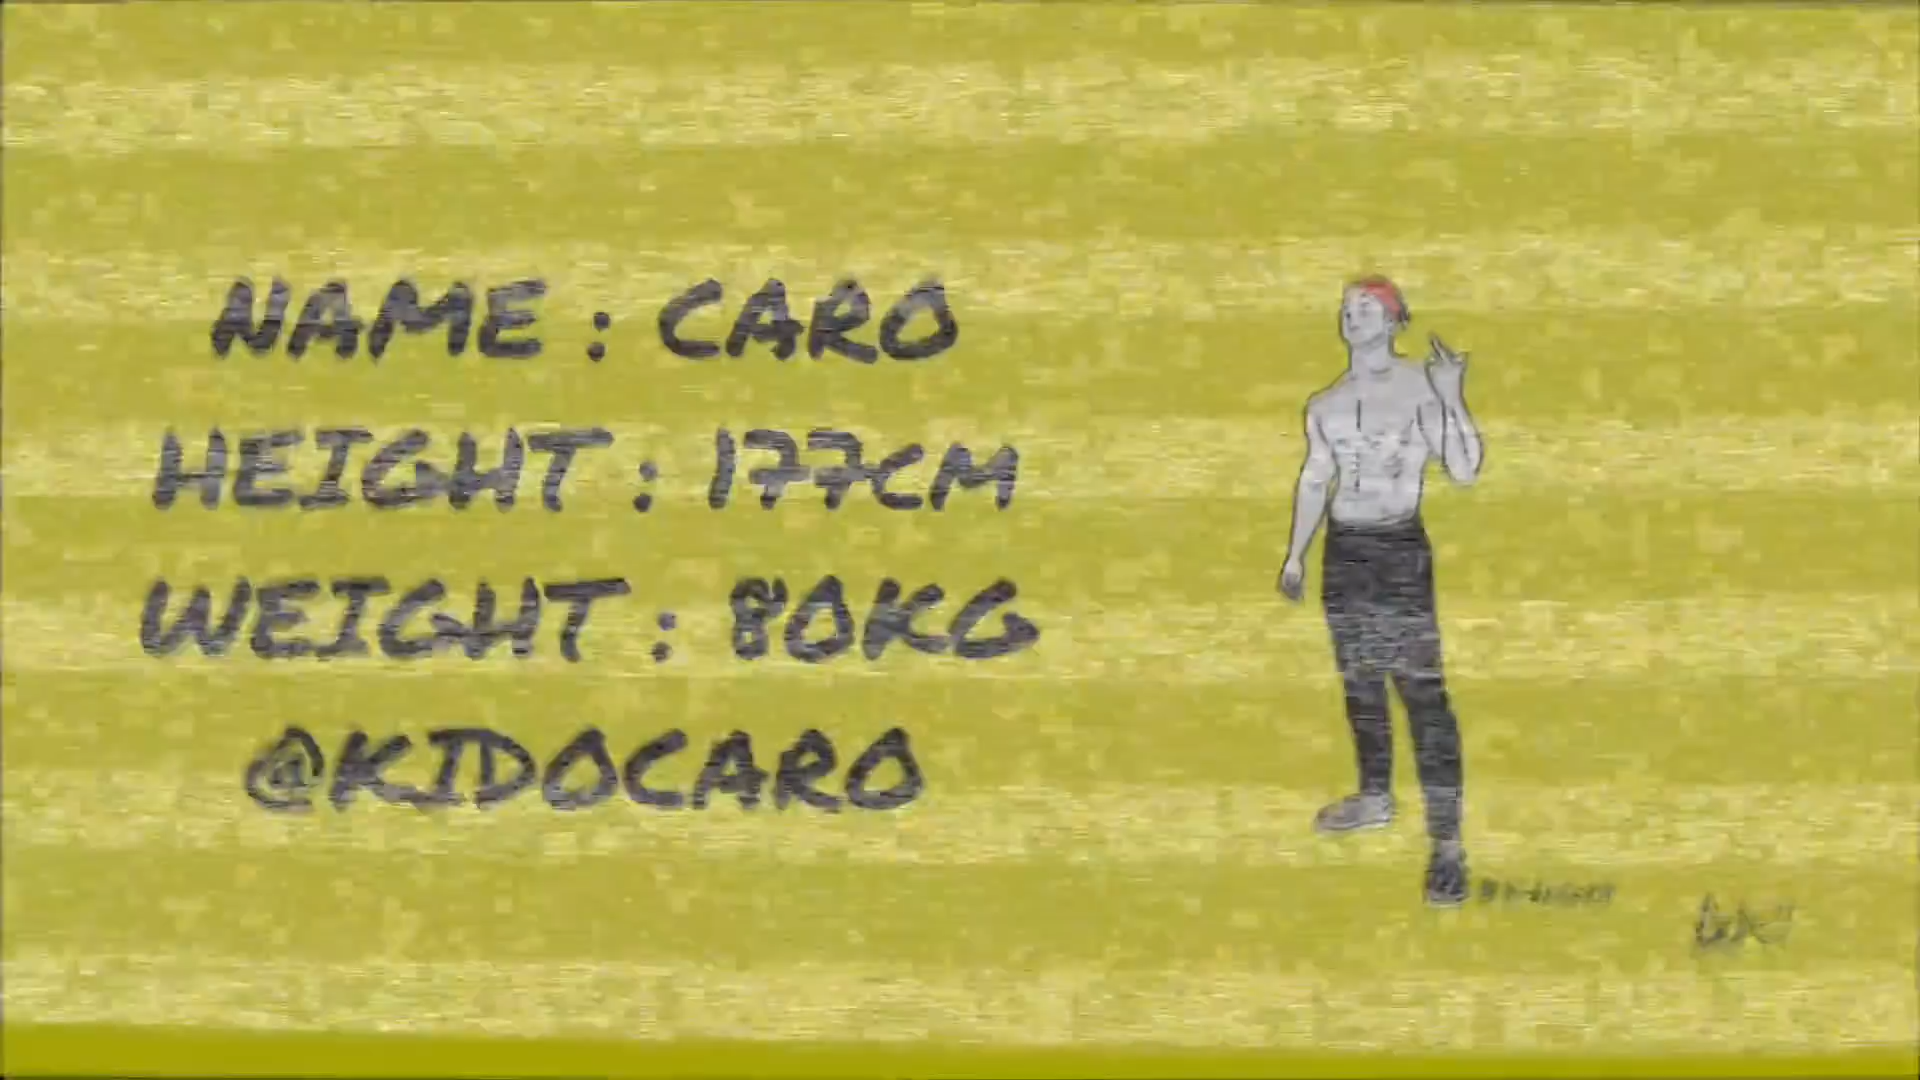 NAME : CARO
HEIGHT : 177CM
WEIGHT : 80KG
@KIDOCARO